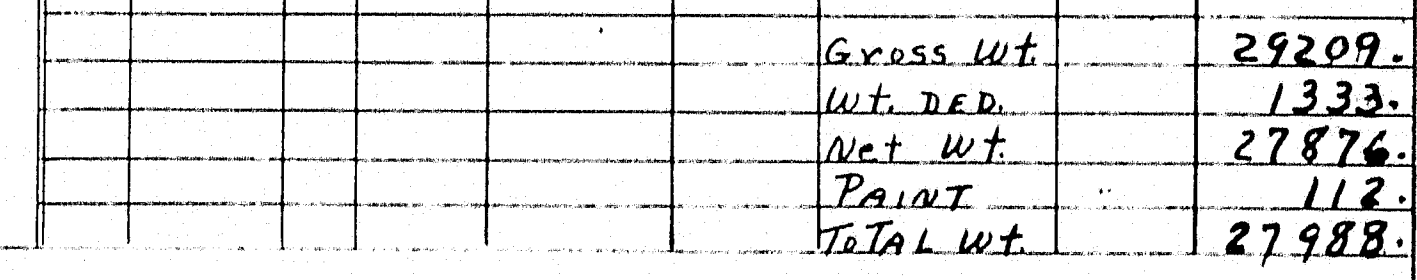 Gross Wt. 29209.
Wt. DED. 1333.
Net Wt. 27876.
PAINT 112.
ToTAL Wt. 27988.